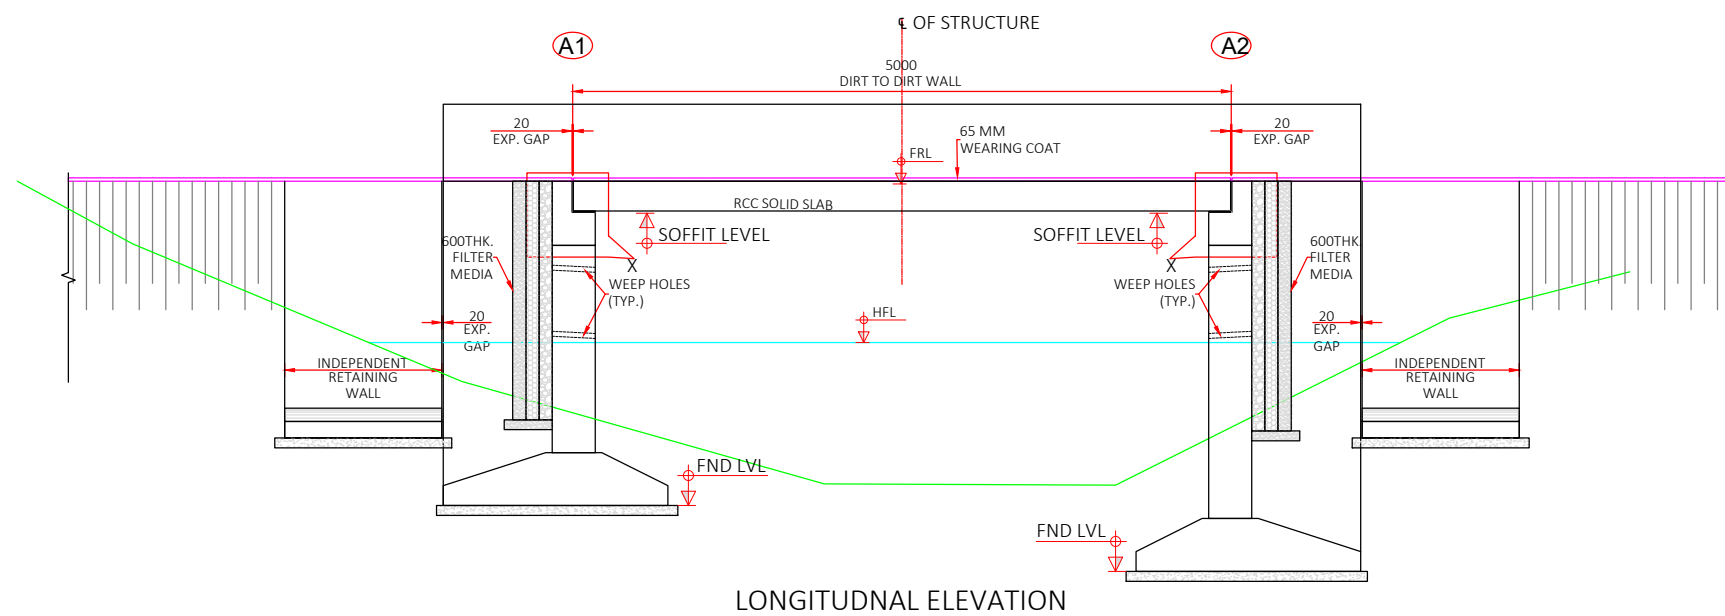 ℄ OF STRUCTURE
A1
A2
5000
DIRT TO DIRT WALL
20
EXP. GAP
65 MM
WEARING COAT
20
EXP. GAP
FRL
RCC SOLID SLAB
SOFFIT LEVEL
SOFFIT LEVEL
600THK.
FILTER
MEDIA
600THK.
FILTER
MEDIA
X
WEEP HOLES
(TYP.)
X
WEEP HOLES
(TYP.)
HFL
20
EXP.
GAP
20
EXP.
GAP
INDEPENDENT
RETAINING
WALL
INDEPENDENT
RETAINING
WALL
FND LVL
FND LVL
LONGITUDNAL ELEVATION